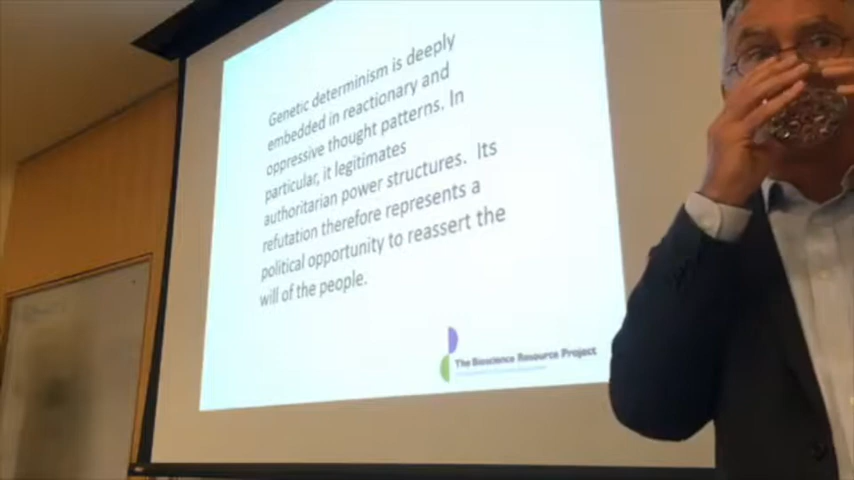 Genetic determinism is deeply
embedded in reactionary and
oppressive thought patterns. In
particular, it legitimates
authoritarian power structures. Its
refutation therefore represents a
political opportunity to reassert the
will of the people.
The Bioscience Resource Project